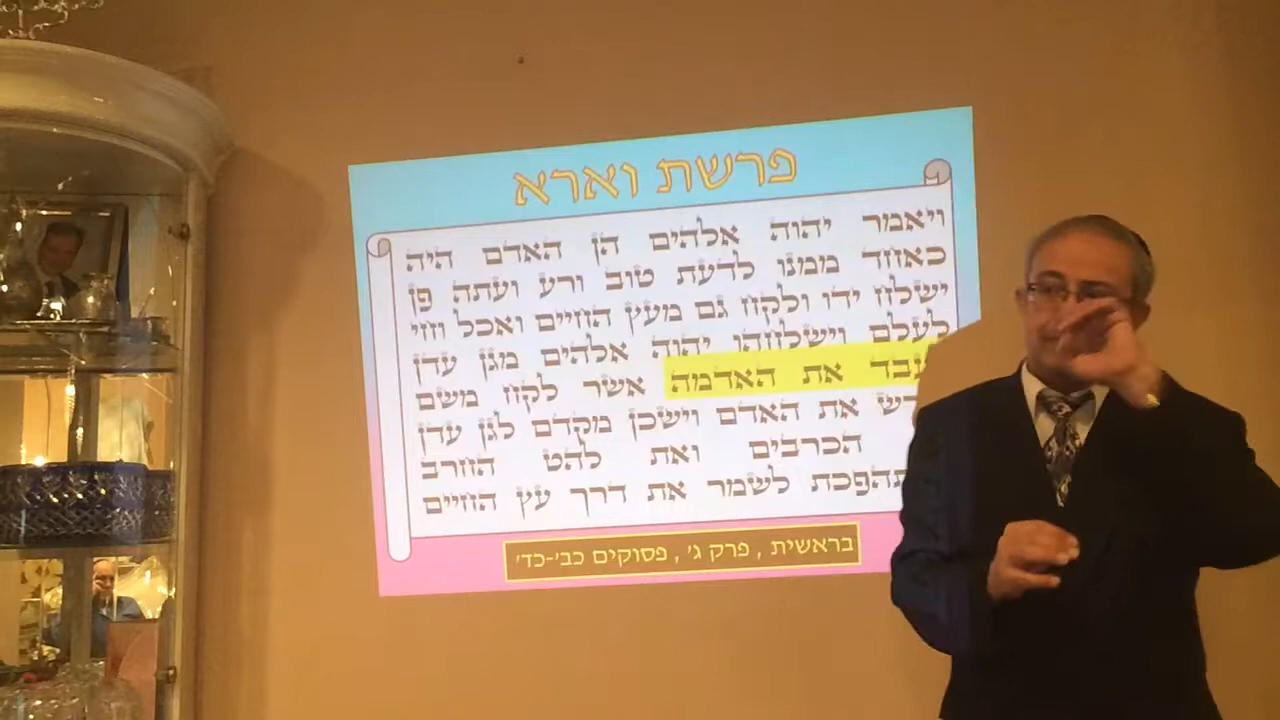 פרשת וארא
ויאמר יהוה אלהים הן האדם היה
כאחד ממנו לדעת טוב ורע ועתה פן
ישלח ידו ולקח גם מעץ החיים ואכל וחי
לעלם וישלחהו יהוה אלהים מגן עדן
את האדמה אשר לקח משם
את האדם וישכן מקדם לגן עדן
הכרבים ואת להט החרב
לשמר את דרך עץ החיים
בראשית , פרק ג' , פסוקים כב'-כד'